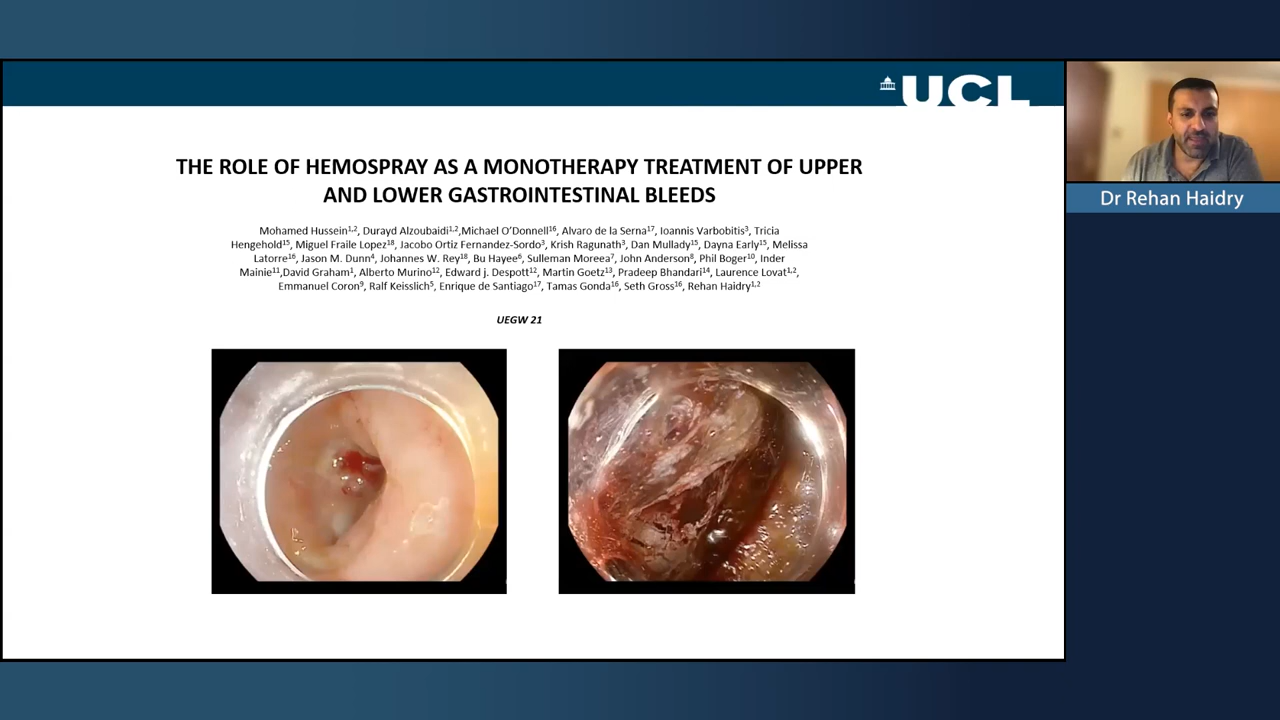 UCL
THE ROLE OF HEMOSPRAY AS A MONOTHERAPY TREATMENT OF UPPER
AND LOWER GASTROINTESTINAL BLEEDS
Mohamed Hussein1,2, Durayd Alzoubaidi1,2,Michael O’Donnell16, Alvaro de la Serna17, Ioannis Varbobitis3, Tricia
Hengehold15, Miguel Fraile Lopez18, Jacobo Ortiz Fernandez-Sordo3, Krish Ragunath3, Dan Mullady15, Dayna Early15, Melissa
Latorre16, Jason M. Dunn4, Johannes W. Rey18, Bu Hayee6, Sulleman Moreea7, John Anderson8, Phil Boger10, Inder
Mainie11,David Graham1, Alberto Murino12, Edward j. Despott12, Martin Goetz13, Pradeep Bhandari14, Laurence Lovat1,2,
Emmanuel Coron9, Ralf Keisslich5, Enrique de Santiago17, Tamas Gonda16, Seth Gross16, Rehan Haidry1,2
UEGW 21
Dr Rehan Haidry